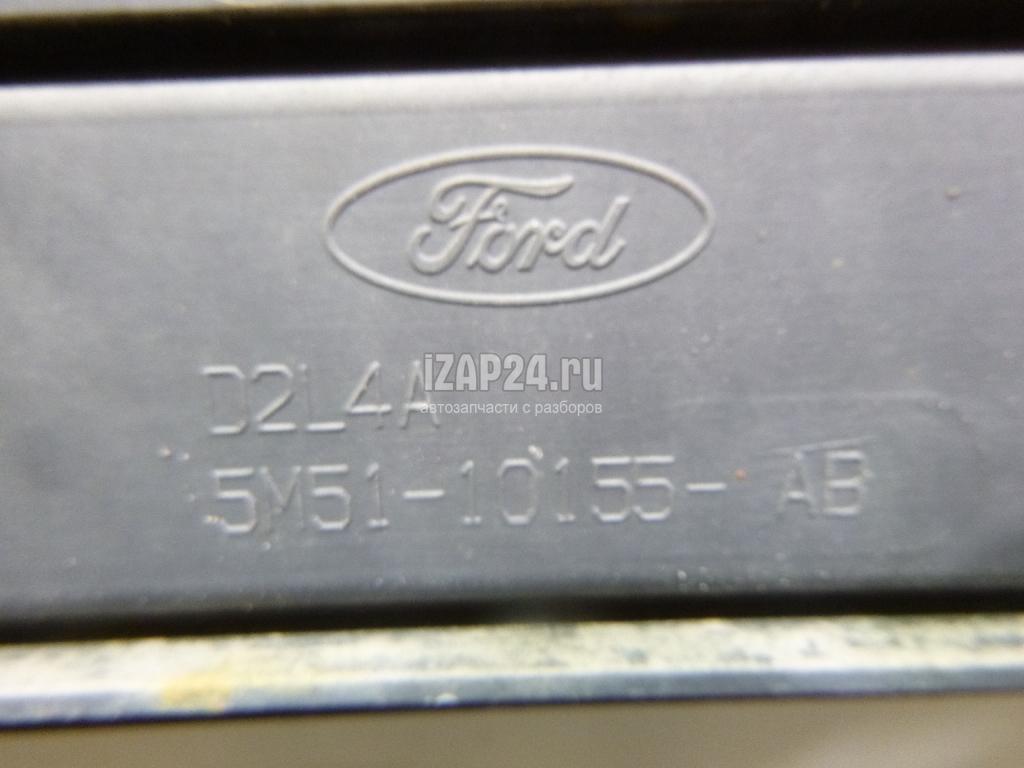 Ford
iZAP24.ru
D2L4A
автозапчасти с разборов
5M51-10155- AB